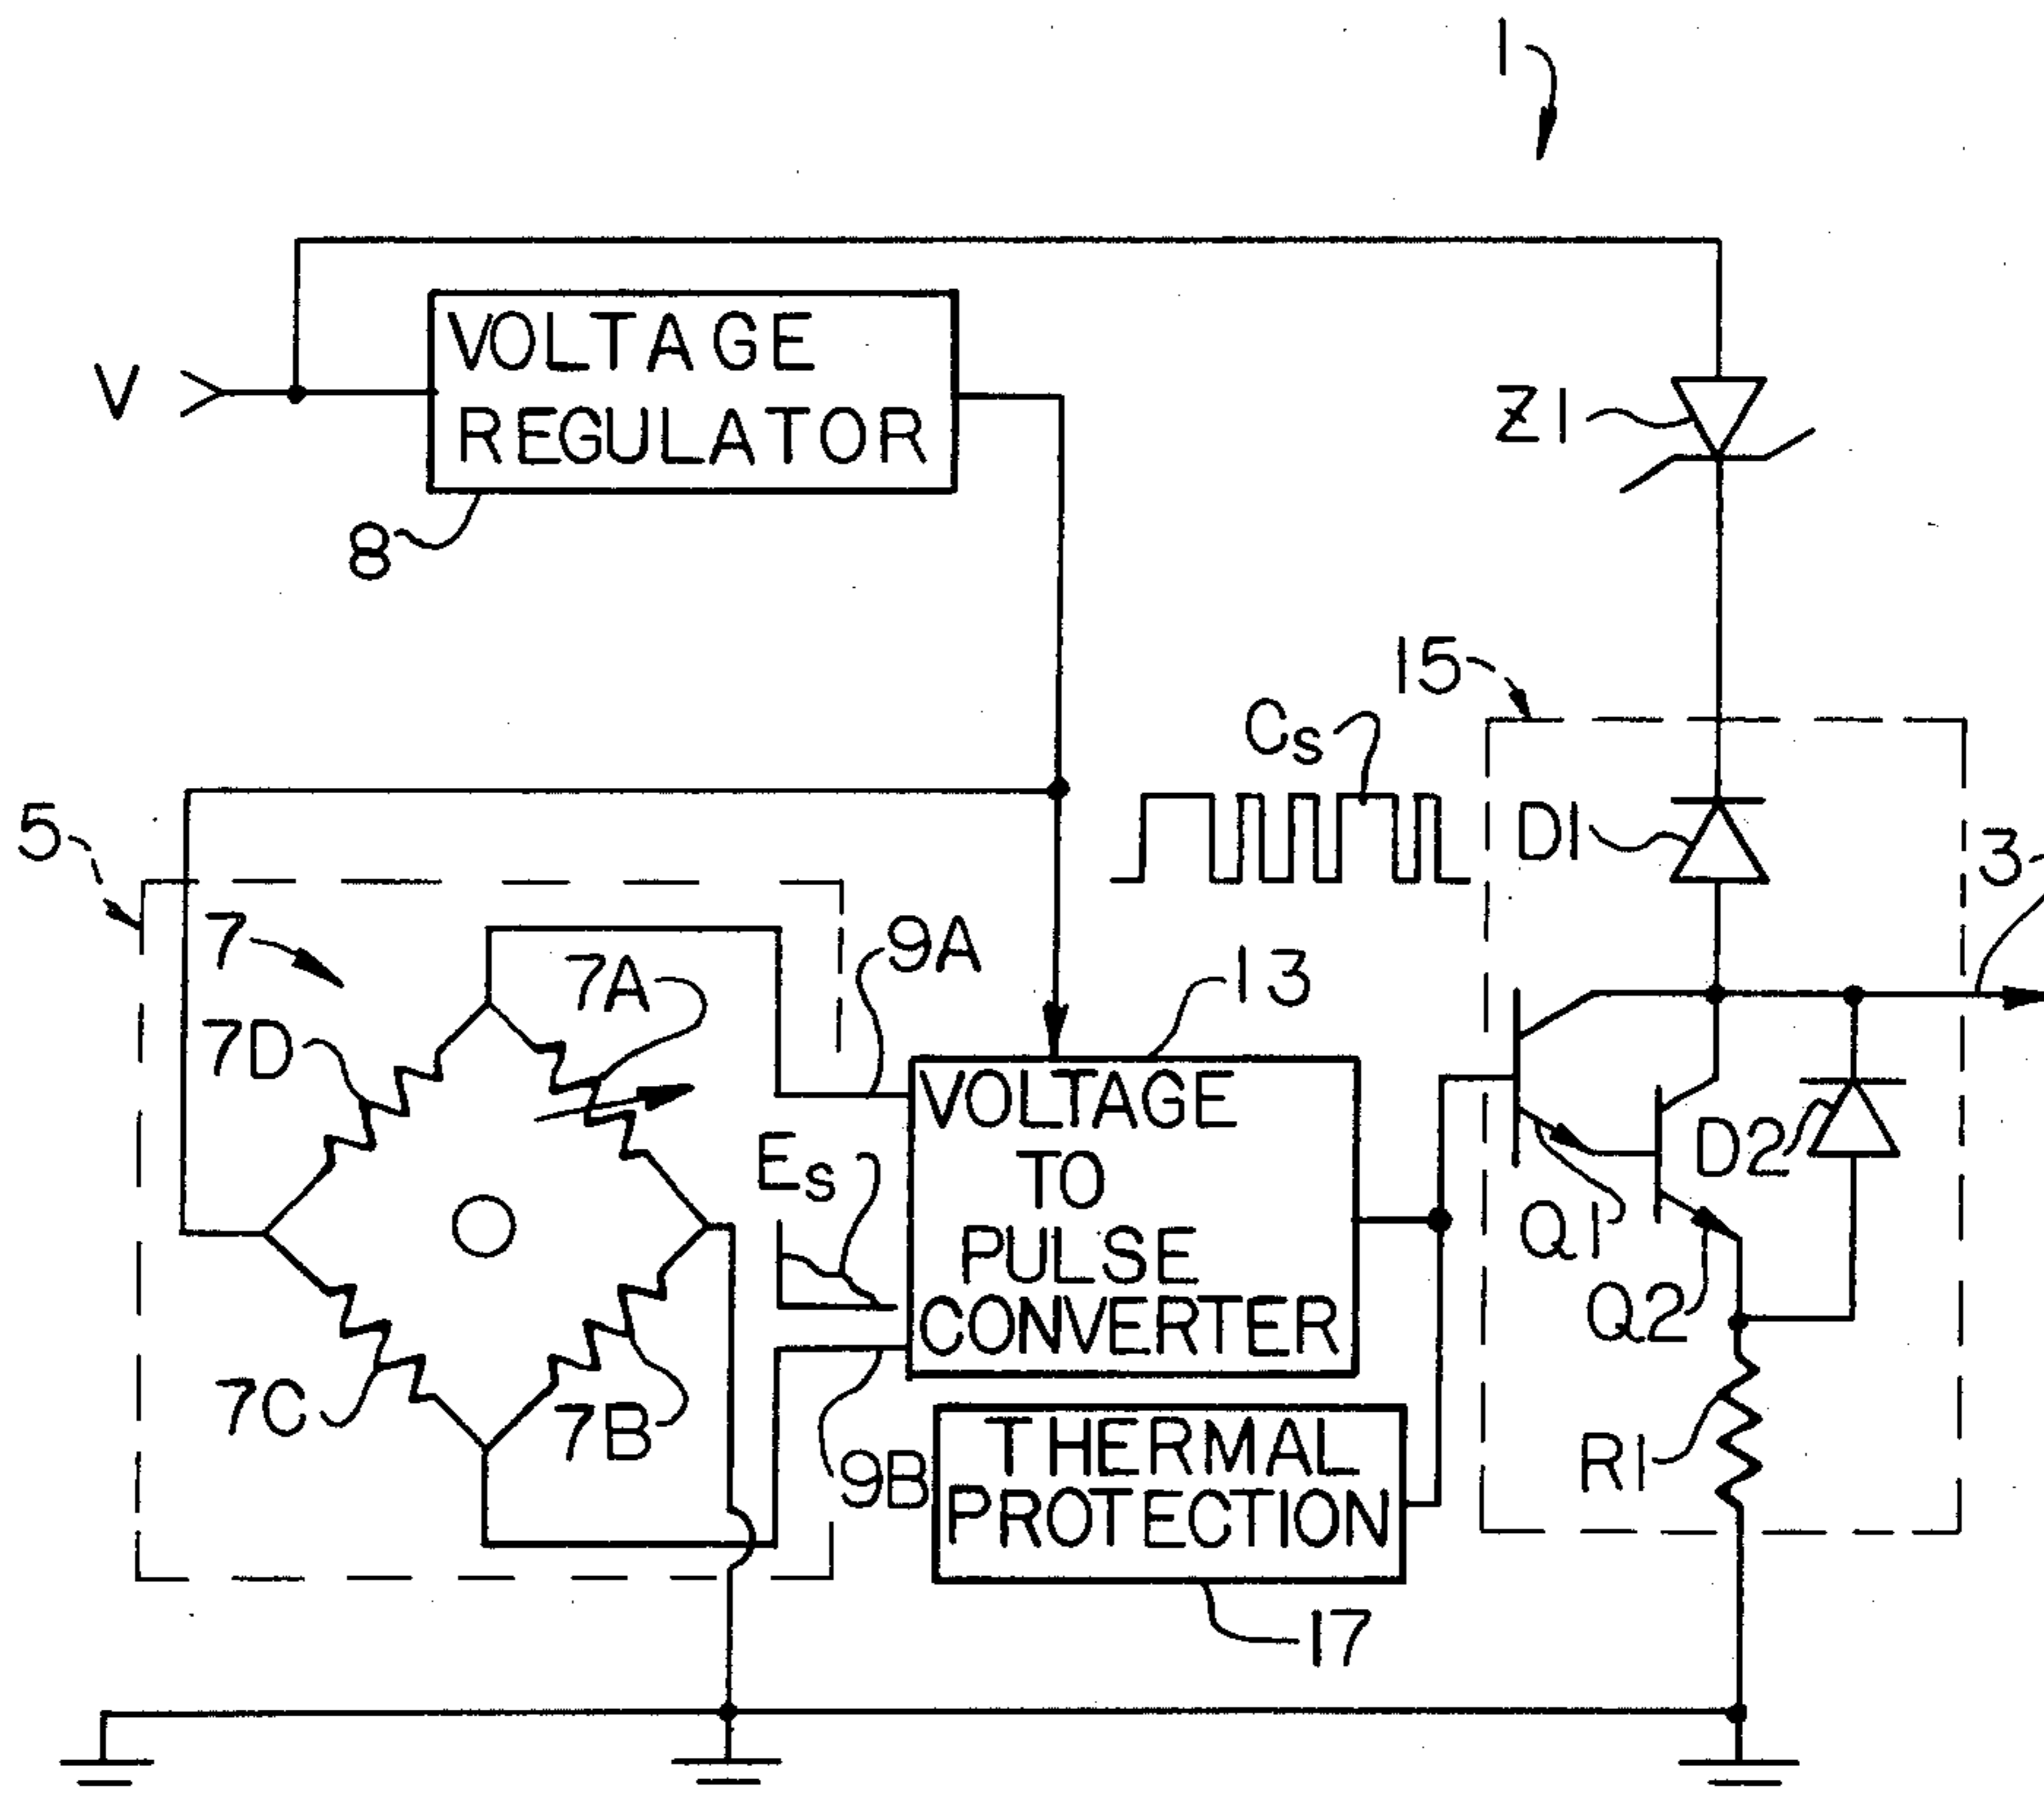 1
VOLTAGE
REGULATOR
V
8
Z1
15
Cs
D1
3
5
7
7A
7D
9A
13
VOLTAGE
TO
PULSE
CONVERTER
Es
D2
Q1
Q2
7C
7B
9B
R1
THERMAL
PROTECTION
17